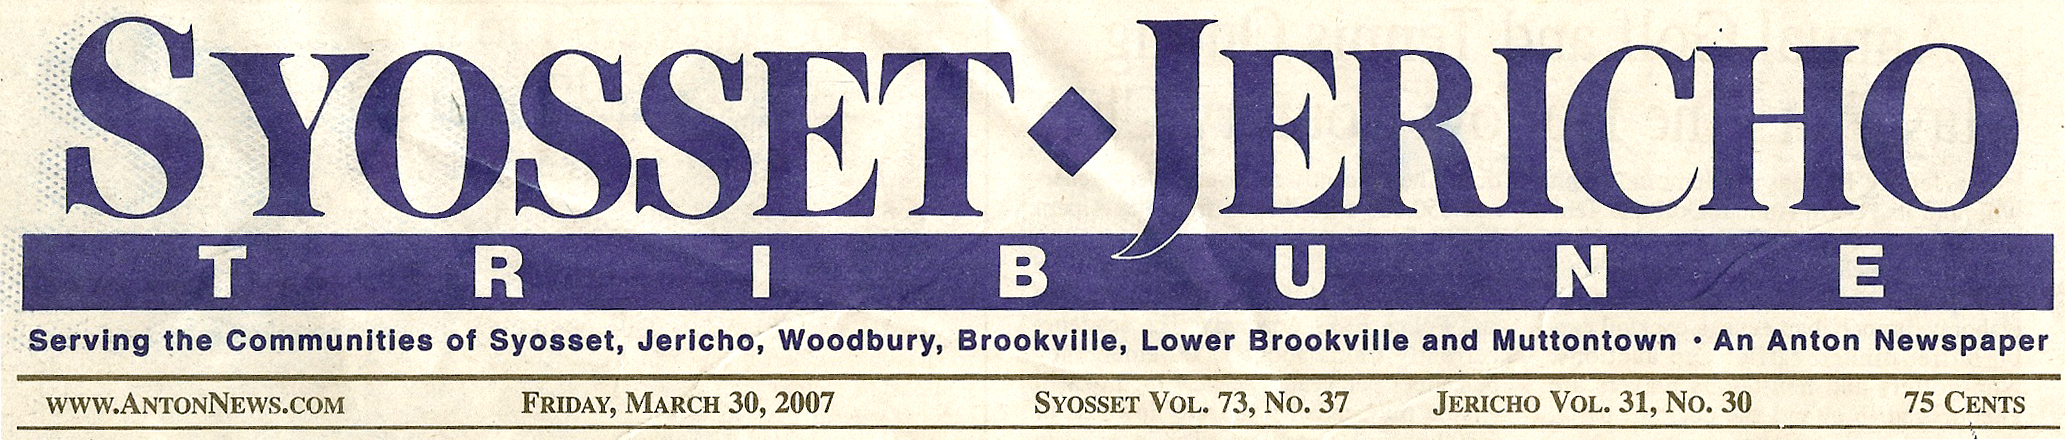 SYOSSET ◆ JERICHO
TRIBUNE
Serving the Communities of Syosset, Jericho, Woodbury, Brookville, Lower Brookville and Muttontown • An Anton Newspaper
WWW.ANTONNEWS.COM FRIDAY, MARCH 30, 2007 SYOSSET VOL. 73, NO. 37 JERICHO VOL. 31, NO. 30 75 CENTS